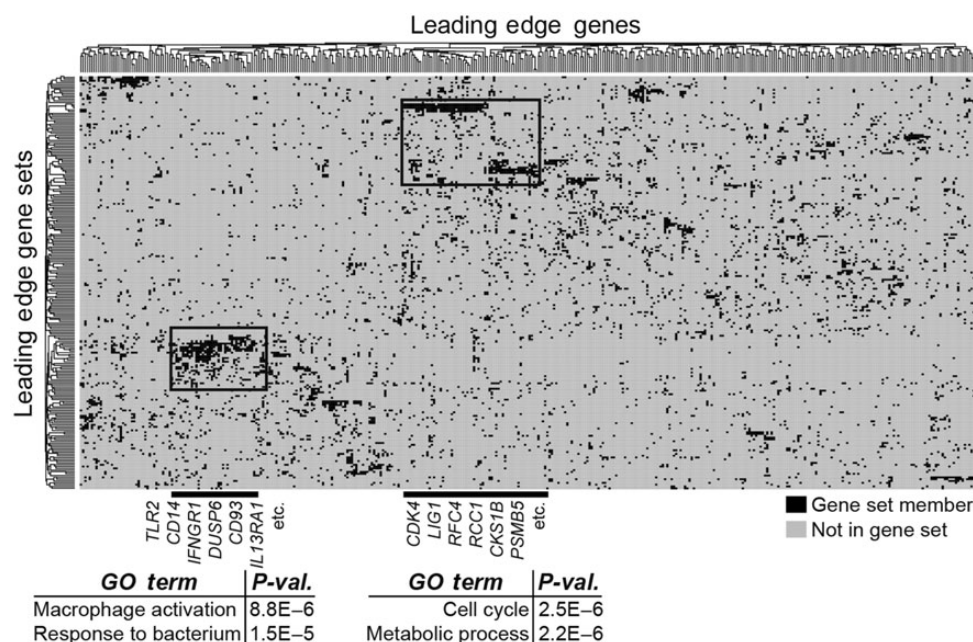 Leading edge genes
Leading edge gene sets
TLR2
CD14
IFNGR1
DUSP6
CD93
IL13RA1
etc.
CDK4
LIG1
RFC4
RCC1
CKS1B
PSMB5
etc.
Gene set member
Not in gene set
GO term P-val.
Macrophage activation 8.8E–6
Response to bacterium 1.5E–5
GO term P-val.
Cell cycle 2.5E–6
Metabolic process 2.2E–6